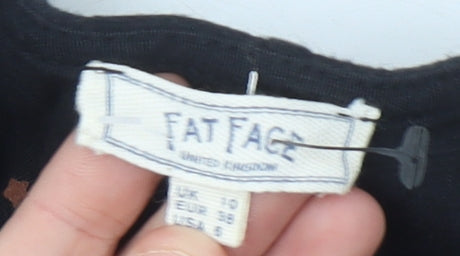 FAT FACE
UNITED KINGDOM
UK 10
EUR 38
USA 6